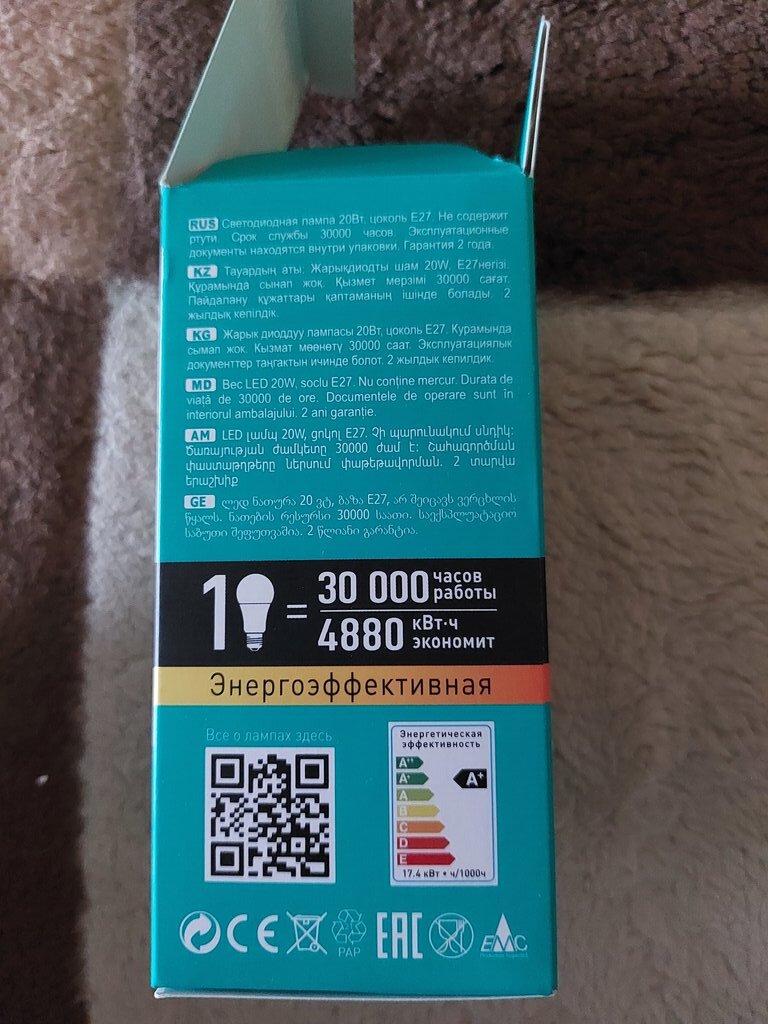 RUS Светодиодная лампа 20Вт, цоколь E27. Не содержит
ртути. Срок службы 30000 часов. Эксплуатационные
документы находятся внутри упаковки. Гарантия 2 года.
KZ Тауардың аты: Жарықдиодты шам 20W, E27негізі.
Құрамында сынап жоқ. Қызмет мерзімі 30000 сағат.
Пайдалану құжаттары қаптаманың ішінде болады. 2
жылдық кепілдік.
KG Жарык диоддуу лампасы 20Вт, цоколь E27. Курамында
сымап жок. Кызмат мөөнөтү 30000 саат. Эксплуатациялык
документтер таңгактын ичинде болот. 2 жылдык кепилдик.
MD Bec LED 20W, soclu E27. Nu conține mercur. Durata de
viață de 30000 de ore. Documentele de operare sunt în
interiorul ambalajului. 2 ani garanție.
AM LED լամպ 20W, ցոկոլ E27. Չի պարունակում սնդիկ:
Ծառայության ժամկետը 30000 ժամ է: Շահագործման
փաստաթղթերը ներսում փաթեթավորման. 2 տարվա
երաշխիք
GE ლედ ნათურა 20 ვტ, ბაზა E27, არ შეიცავს ვერცხლის
წყალს. ნათების რესურსი 30000 საათი. საექსპლუატაციო
საბუთი შეფუთვაშია. 2 წლიანი გარანტია.
1 = 30 000 часов работы
4880 кВт·ч экономит
Энергоэффективная
Все о лампах здесь
Энергетическая
эффективность
A++
A+ A+
A
B
C
D
E
17.4 кВт • ч/1000ч
CE PAP EAC EMC